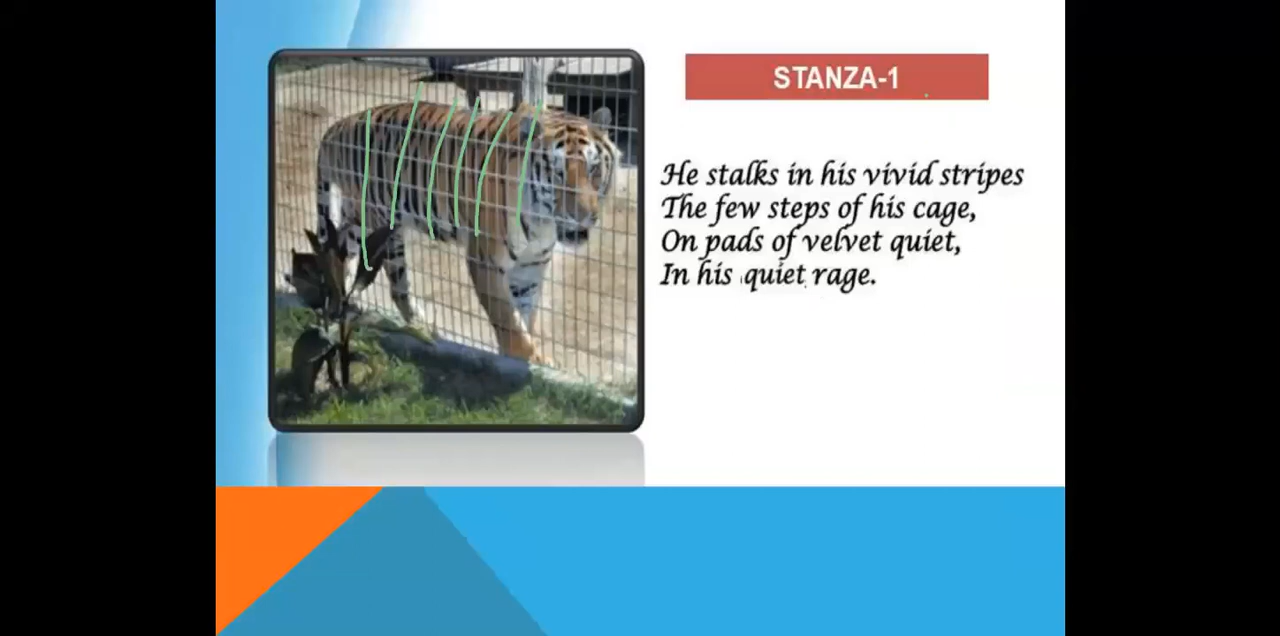 STANZA-1
He stalks in his vivid stripes
The few steps of his cage,
On pads of velvet quiet,
In his quiet rage.